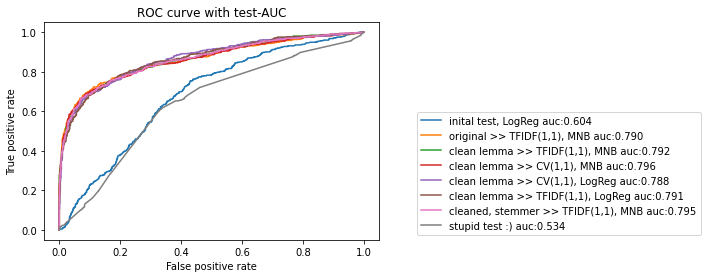 ROC curve with test-AUC
1.0
0.8
0.6
0.4
0.2
0.0
True positive rate
0.0 0.2 0.4 0.6 0.8 1.0
False positive rate
inital test, LogReg auc:0.604
original >> TFIDF(1,1), MNB auc:0.790
clean lemma >> TFIDF(1,1), MNB auc:0.792
clean lemma >> CV(1,1), MNB auc:0.796
clean lemma >> CV(1,1), LogReg auc:0.788
clean lemma >> TFIDF(1,1), LogReg auc:0.791
cleaned, stemmer >> TFIDF(1,1), MNB auc:0.795
stupid test :) auc:0.534